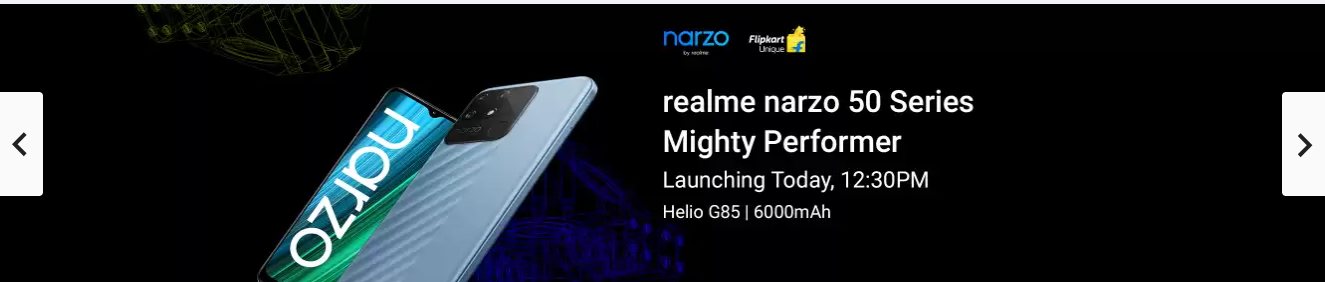 narzo
by realme
Flipkart
Unique
realme narzo 50 Series
Mighty Performer
Launching Today, 12:30PM
Helio G85 | 6000mAh
narzo
narzo